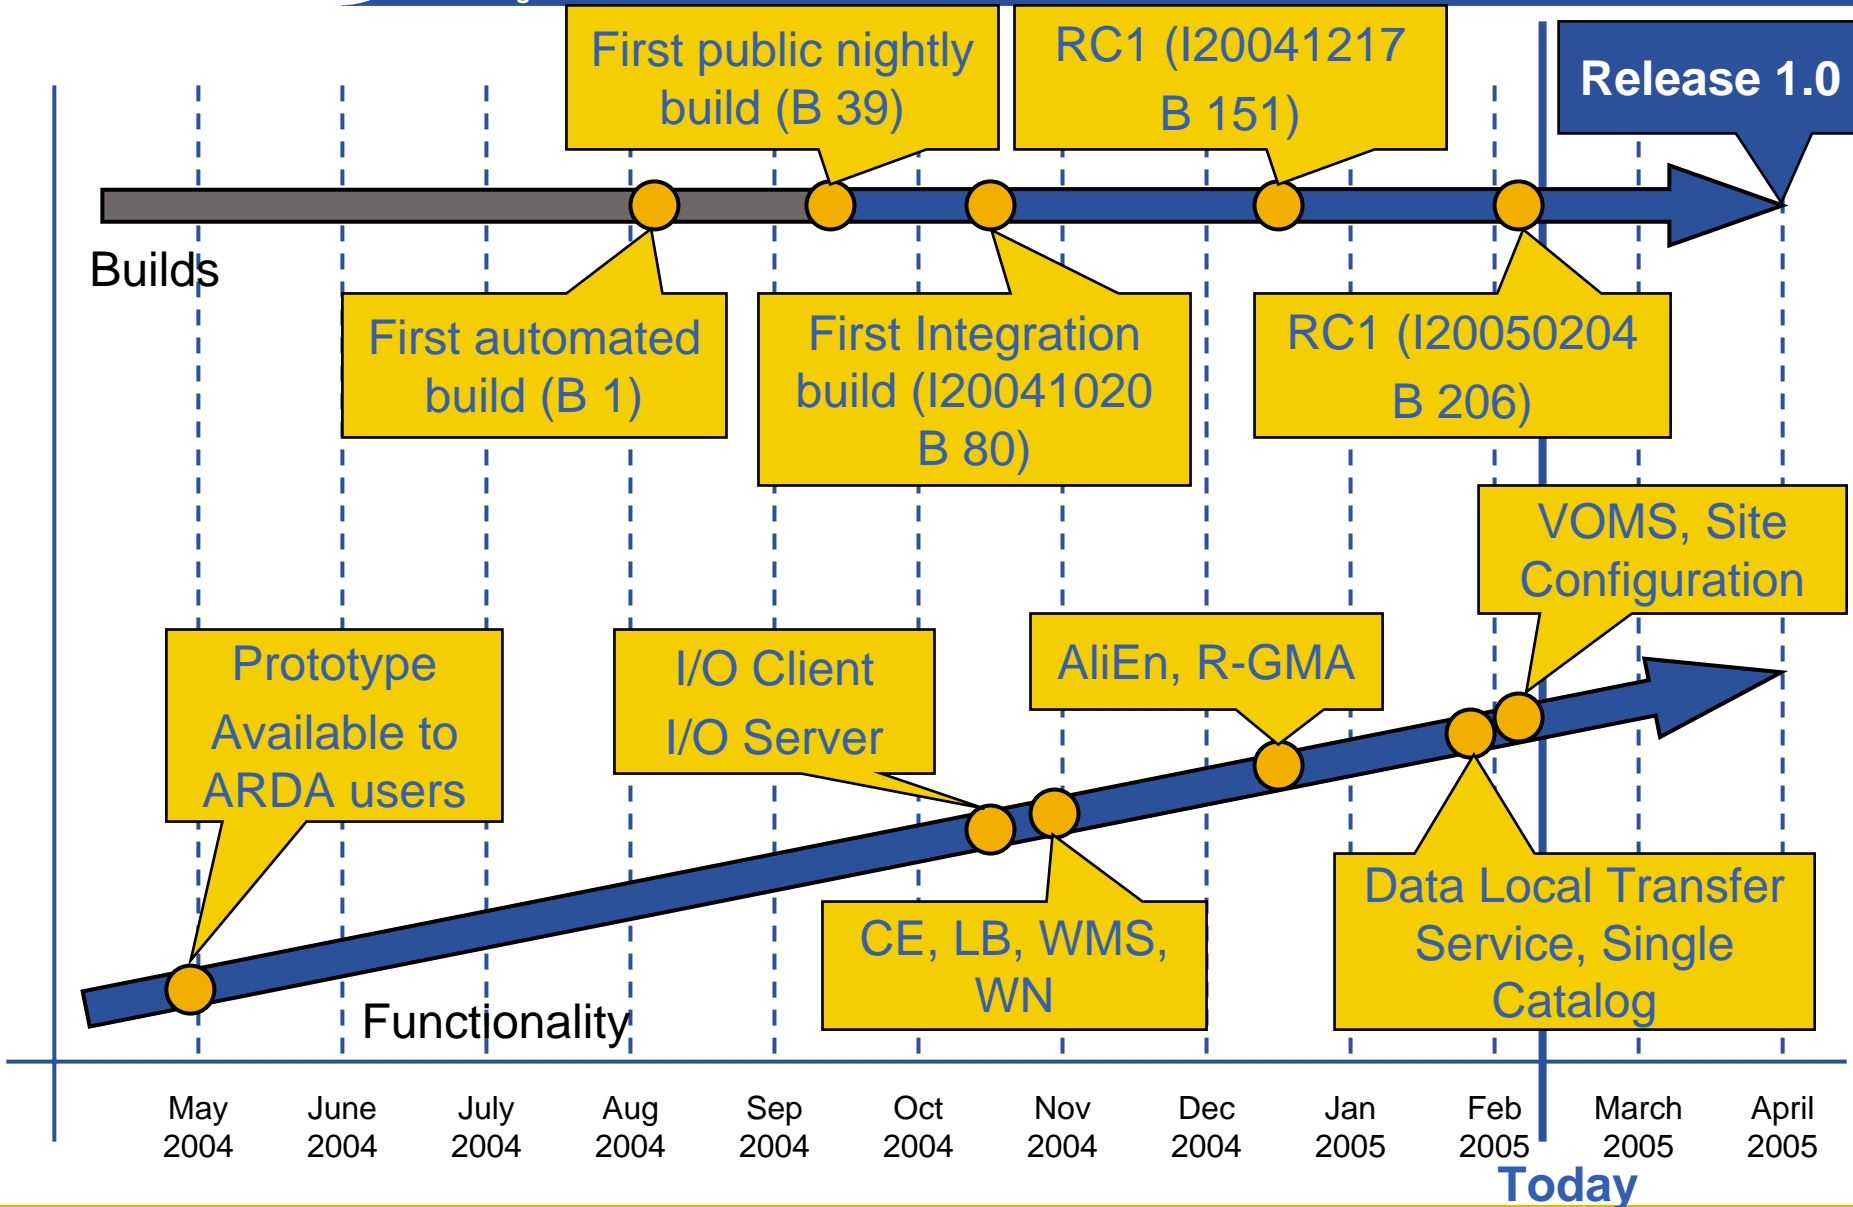 First public nightly
build (B 39)
RC1 (I20041217
B 151)
Release 1.0
Builds
First automated
build (B 1)
First Integration
build (I20041020
B 80)
RC1 (I20050204
B 206)
VOMS, Site
Configuration
Prototype
Available to
ARDA users
I/O Client
I/O Server
AliEn, R-GMA
CE, LB, WMS,
WN
Data Local Transfer
Service, Single
Catalog
Functionality
May
2004
June
2004
July
2004
Aug
2004
Sep
2004
Oct
2004
Nov
2004
Dec
2004
Jan
2005
Feb
2005
March
2005
April
2005
Today